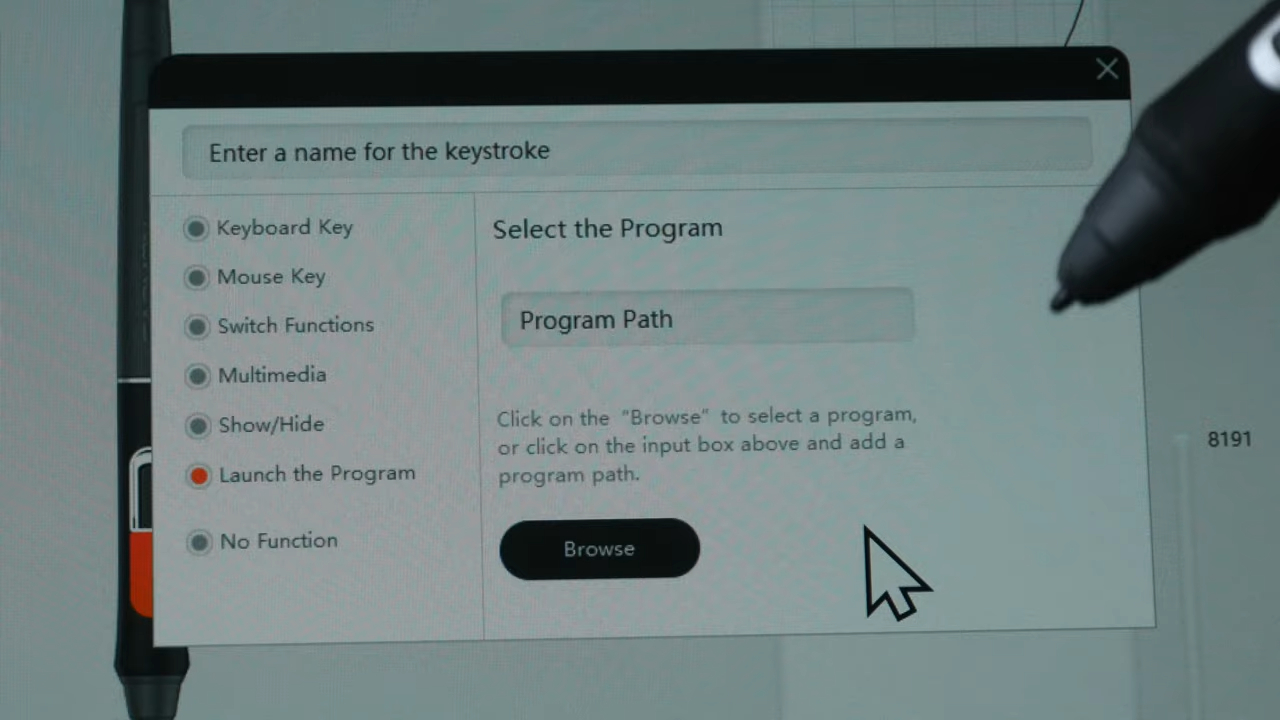 Enter a name for the keystroke
Keyboard Key
Mouse Key
Switch Functions
Multimedia
Show/Hide
Launch the Program
No Function
Select the Program
Program Path
Click on the “Browse” to select a program,
or click on the input box above and add a
program path.
Browse
8191